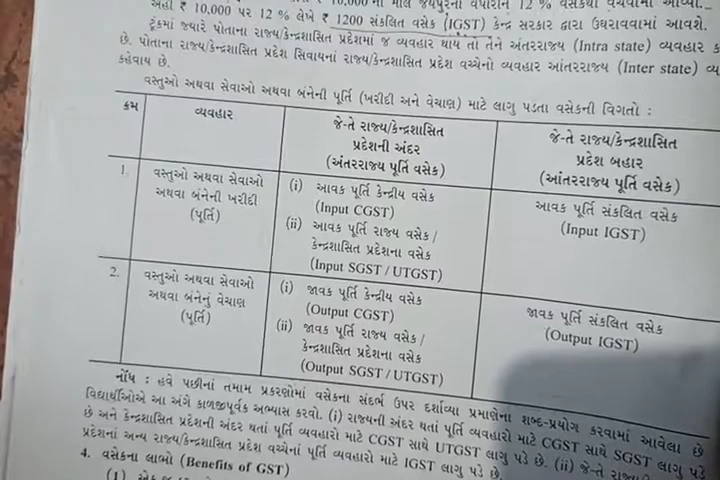 10,000 ના માલ જયપુરના વેપારીને 12 % વસેકથી વેચવામાં આવ્યા.
અહી ₹ 10,000 પર 12 % લેખે ₹ 1200 સંકલિત વસેક (IGST) કેન્દ્ર સરકાર દ્વારા ઉઘરાવવામાં આવશે.
ટૂંકમાં જ્યારે પોતાના રાજ્ય/કેન્દ્રશાસિત પ્રદેશમાં જ વ્યવહાર થાય તો તેને અંતરરાજ્ય (Intra state) વ્યવહાર
છે. પોતાના રાજ્ય/કેન્દ્રશાસિત પ્રદેશ સિવાયનાં રાજ્ય/કેન્દ્રશાસિત પ્રદેશ વચ્ચેનો વ્યવહાર આંતરરાજ્ય (Inter state)
કહેવાય છે.
વસ્તુઓ અથવા સેવાઓ અથવા બંનેની પૂર્તિ (ખરીદી અને વેચાણ) માટે લાગુ પડતા વસેકની વિગતો :
ક્રમ વ્યવહાર જે-તે રાજ્ય/કેન્દ્રશાસિત પ્રદેશની અંદર (અંતરરાજ્ય પૂર્તિ વસેક) જે-તે રાજ્ય/કેન્દ્રશાસિત પ્રદેશ બહાર (આંતરરાજ્ય પૂર્તિ વસેક)
1. વસ્તુઓ અથવા સેવાઓ
અથવા બંનેની ખરીદી
(પૂર્તિ)
(i) આવક પૂર્તિ કેન્દ્રીય વસેક
(Input CGST)
(ii) આવક પૂર્તિ રાજ્ય વસેક /
કેન્દ્રશાસિત પ્રદેશના વસેક
(Input SGST / UTGST)
આવક પૂર્તિ સંકલિત વસેક
(Input IGST)
2. વસ્તુઓ અથવા સેવાઓ
અથવા બંનેનું વેચાણ
(પૂર્તિ)
(i) જાવક પૂર્તિ કેન્દ્રીય વસેક
(Output CGST)
(ii) જાવક પૂર્તિ રાજ્ય વસેક /
કેન્દ્રશાસિત પ્રદેશના વસેક
(Output SGST / UTGST)
જાવક પૂર્તિ સંકલિત વસેક
(Output IGST)
નોંધ : હવે પછીનાં તમામ પ્રકરણોમાં વસેકના સંદર્ભ ઉપર દર્શાવ્યા પ્રમાણેના શબ્દ-પ્રયોગ કરવામાં આવેલા છે
વિદ્યાર્થીઓએ આ અંગે કાળજીપૂર્વક અભ્યાસ કરવો. (i) રાજ્યની અંદર થતાં પૂર્તિ વ્યવહારો માટે CGST સાથે SGST લાગુ પડે
છે અને કેન્દ્રશાસિત પ્રદેશની અંદર થતાં પૂર્તિ વ્યવહારો માટે CGST સાથે UTGST લાગુ પડે છે. (ii) જે-તે
પ્રદેશનાં અન્ય રાજ્ય/કેન્દ્રશાસિત પ્રદેશ વચ્ચેનાં પૂર્તિ વ્યવહારો માટે IGST લાગુ પડે છે.
4. વસેકના લાભો (Benefits of GST)